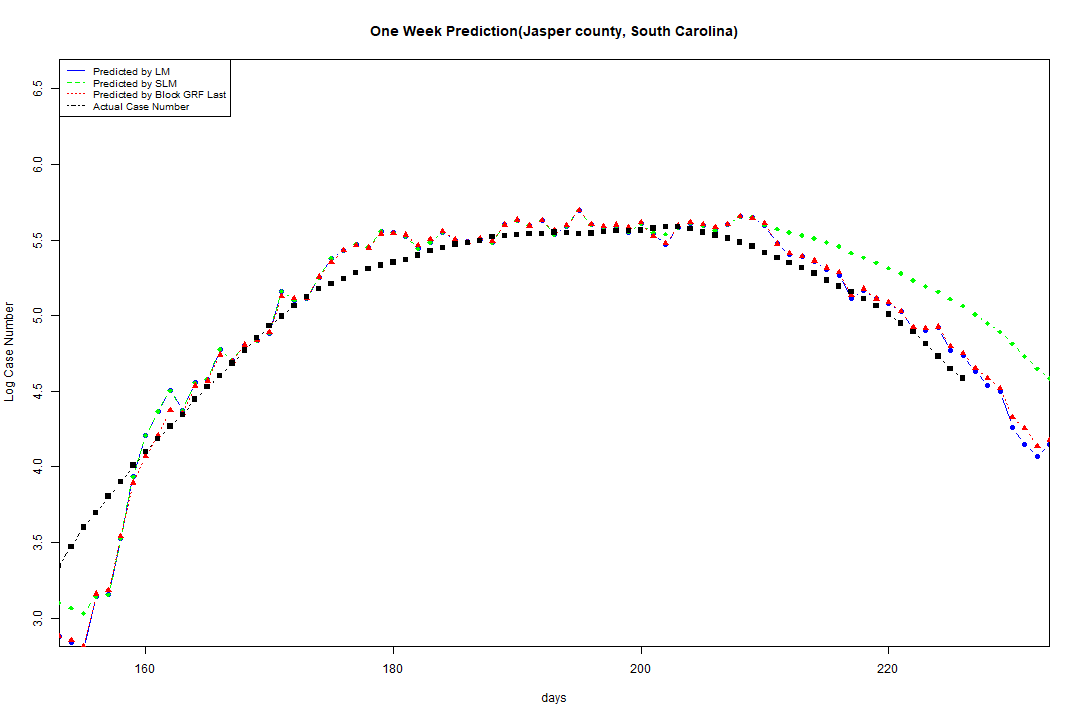 One Week Prediction(Jasper county, South Carolina)
Predicted by LM
Predicted by SLM
Predicted by Block GRF Last
Actual Case Number
6.5
6.0
5.5
5.0
4.5
4.0
3.5
3.0
Log Case Number
160 180 200 220
days